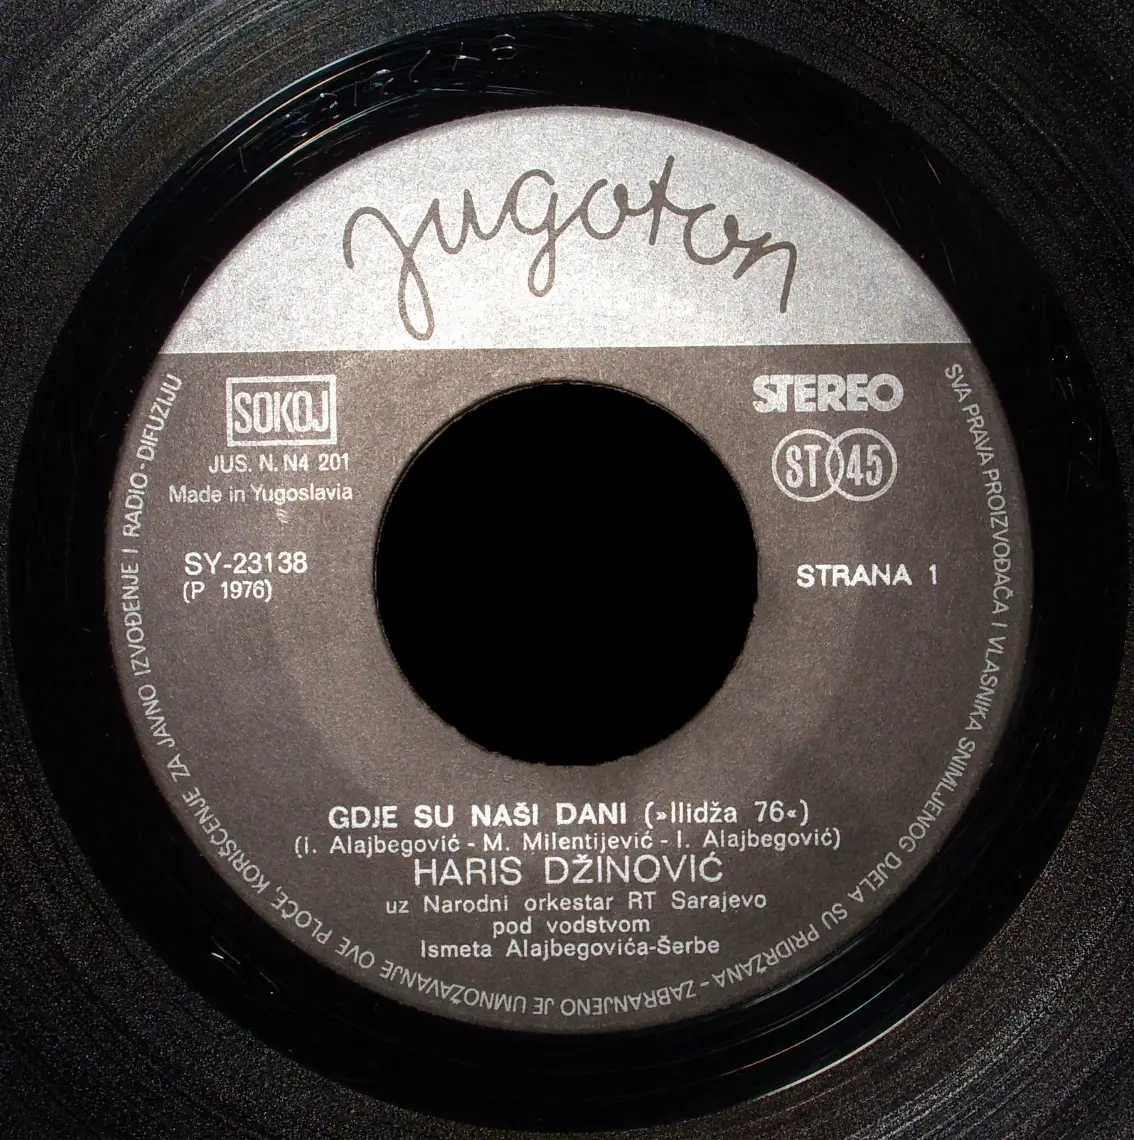 jugoton
SOKOJ
JUS. N. N4 201
Made in Yugoslavia
STEREO
ST 45
SY-23138
(P 1976)
STRANA 1
GDJE SU NAŠI DANI (»Ilidža 76«)
(I. Alajbegović - M. Milentijević - I. Alajbegović)
HARIS DŽINOVIĆ
uz Narodni orkestar RT Sarajevo
pod vodstvom
Ismeta Alajbegovića-Šerbe
SVA PRAVA PROIZVOĐAČA I VLASNIKA SNIMLJENOG DJELA SU PRIDRŽANA - ZABRANJENO JE UMNOŽAVANJE OVE PLOČE, KORIŠĆENJE ZA JAVNO IZVOĐENJE I RADIO-DIFUZIJU